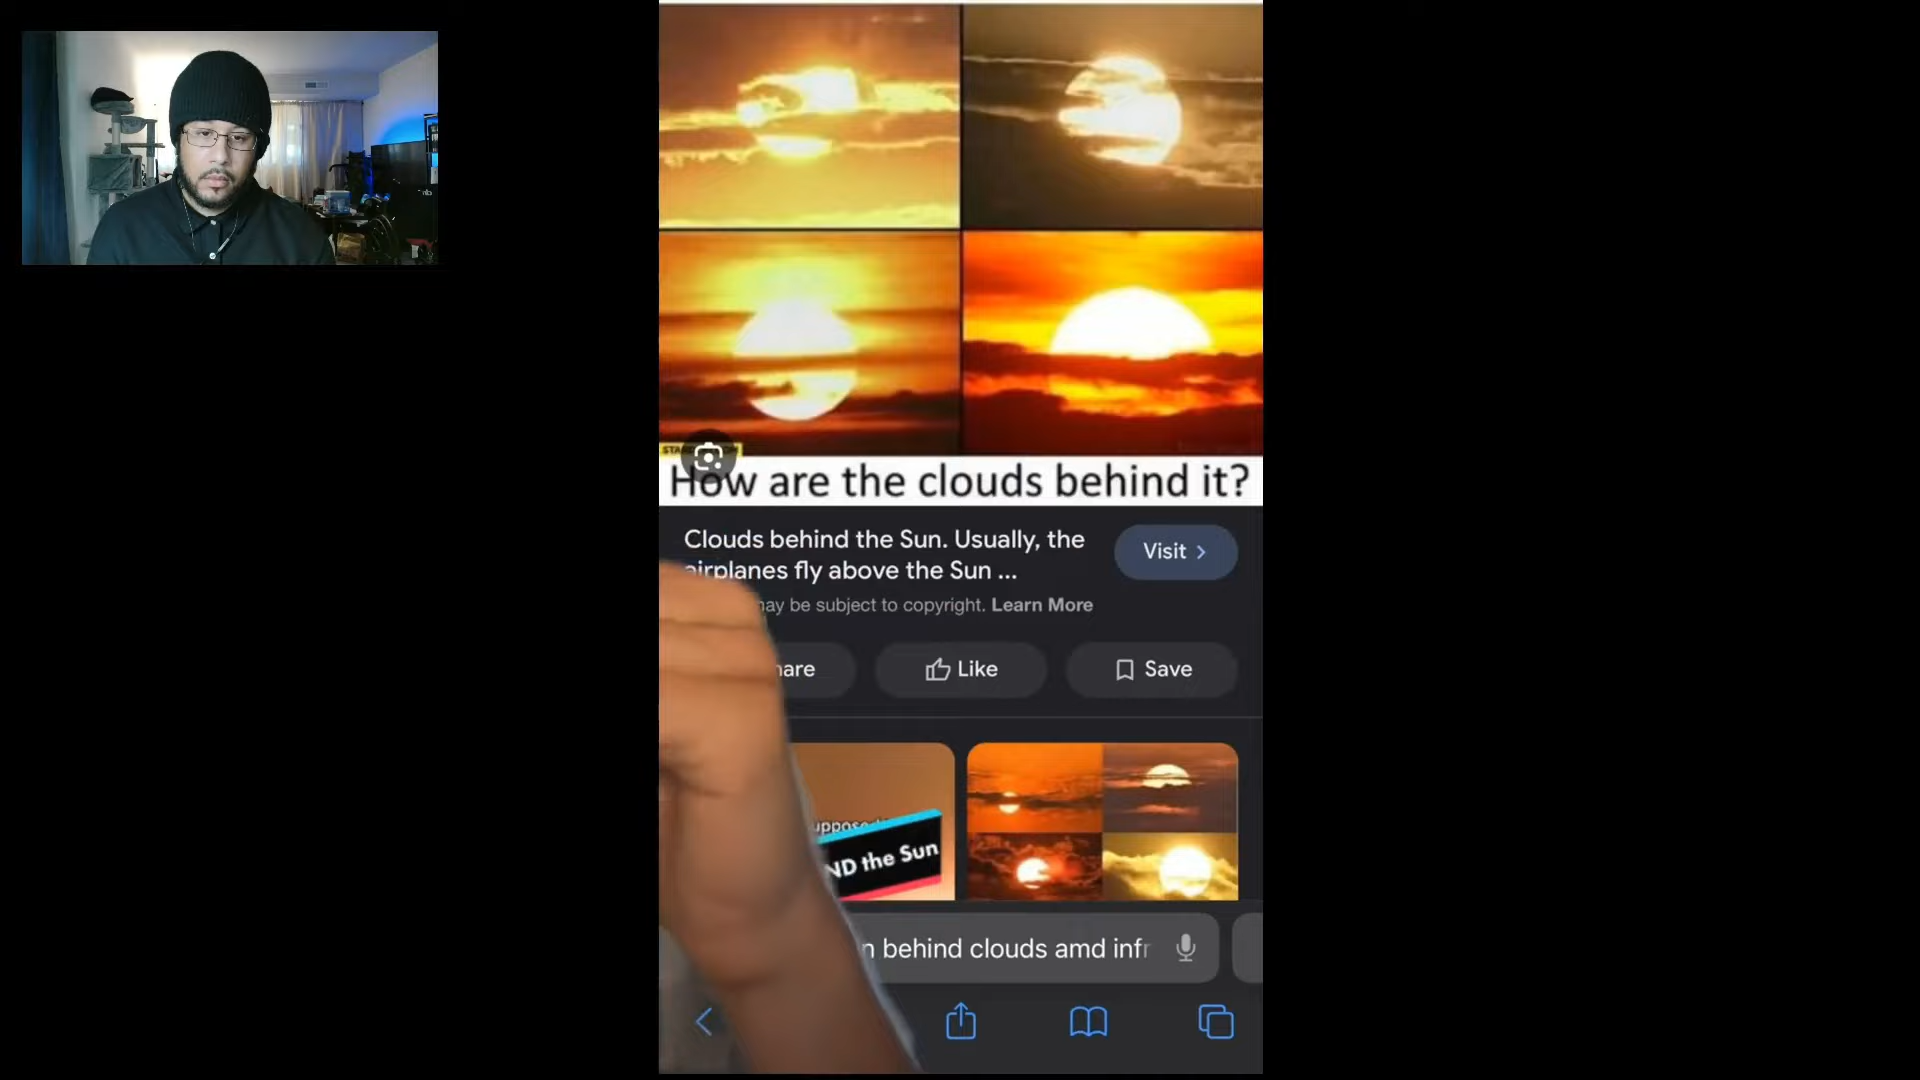 How are the clouds behind it?
Clouds behind the Sun. Usually, the
airplanes fly above the Sun ...
may be subject to copyright. Learn More
Visit >
hare
Like
Save
ND the Sun
n behind clouds amd infr